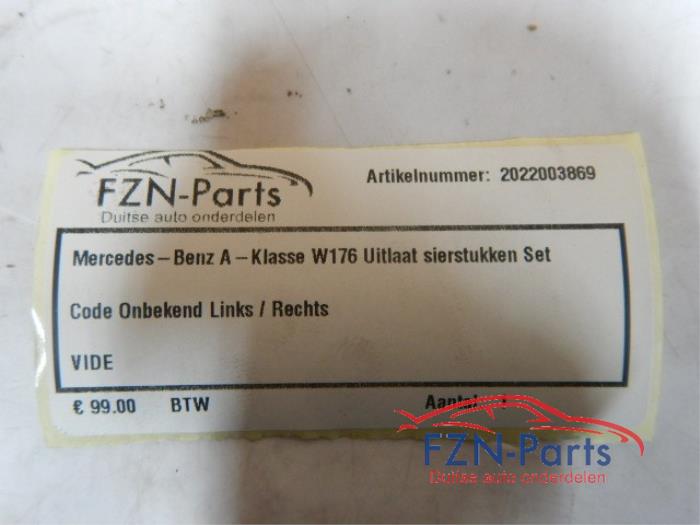 FZN-Parts
Duitse auto onderdelen
Artikelnummer: 2022003869
Mercedes-Benz A-Klasse W176 Uitlaat sierstukken Set
Code Onbekend Links / Rechts
VIDE
€ 99.00 BTW
FZN-Parts
Duitse auto onderdelen